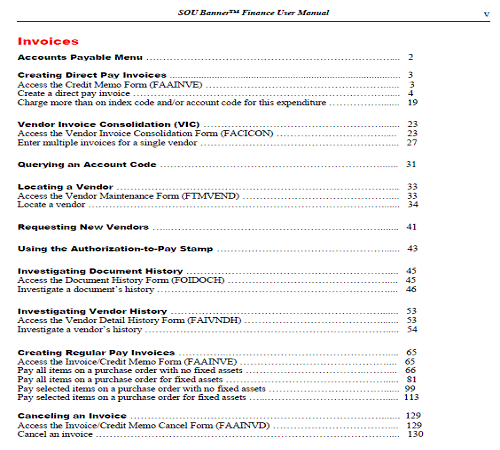 SOU Banner™ Finance User Manual v
Invoices
Accounts Payable Menu 2
Creating Direct Pay Invoices 3
Access the Credit Memo Form (FAAINVE) 3
Create a direct pay invoice 4
Charge more than on index code and/or account code for this expenditure 19
Vendor Invoice Consolidation (VIC) 23
Access the Vendor Invoice Consolidation Form (FACICON) 23
Enter multiple invoices for a single vendor 27
Querying an Account Code 31
Locating a Vendor 33
Access the Vendor Maintenance Form (FTMVEND) 33
Locate a vendor 34
Requesting New Vendors 41
Using the Authorization-to-Pay Stamp 43
Investigating Document History 45
Access the Document History Form (FOIDOCH) 45
Investigate a document's history 46
Investigating Vendor History 53
Access the Vendor Detail History Form (FAIVNDH) 53
Investigate a vendor's history 54
Creating Regular Pay Invoices 65
Access the Invoice/Credit Memo Form (FAAINVE) 65
Pay all items on a purchase order with no fixed assets 66
Pay all items on a purchase order for fixed assets 81
Pay selected items on a purchase order with no fixed assets 99
Pay selected items on a purchase order for fixed assets 113
Canceling an Invoice 129
Access the Invoice/Credit Memo Cancel Form (FAAINVD) 129
Cancel an invoice 130